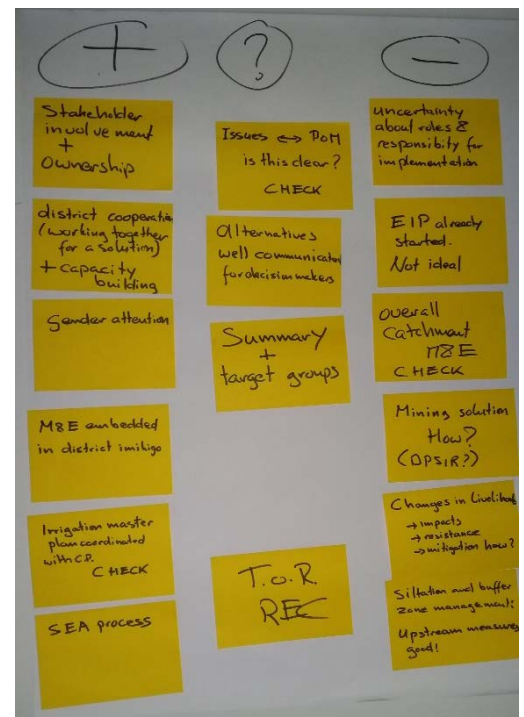 +
?
−
Stakeholder
involvement
+
Ownership
district cooperation
(working together
for a solution)
+ capacity
building
Gender attention
M&E embedded
in district imihigo
Irrigation master
plan coordinated
with C.P.
CHECK
SEA process
Issues ↔ PoM
is this clear?
CHECK
Alternatives
well communicated
for decision makers
Summary
+
target groups
T.o.R
REC
uncertainty
about roles &
responsibity for
implementation
EIP already
started.
Not ideal
overall
catchment
M&E
CHECK
Mining solution
How?
(DPSIR?)
Changes in Livelihood
→ impacts
→ resistance
→ mitigation how?
Siltation and buffer
zone management:
Upstream measures
good!